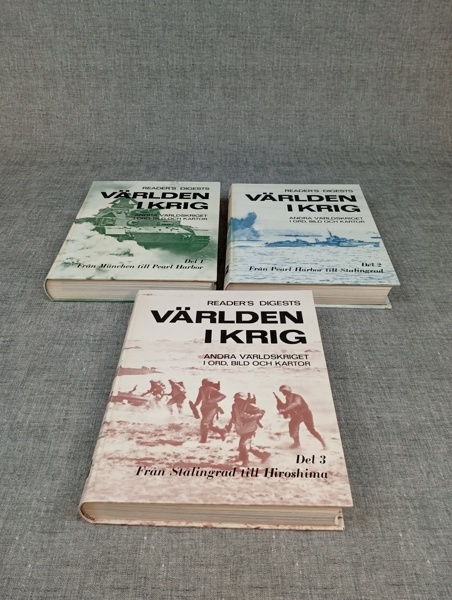 READER'S DIGESTS
VÄRLDEN
I KRIG
ANDRA VÄRLDSKRIGET
I ORD, BILD OCH KARTOR
Del 1
Från München till Pearl Harbor
READER'S DIGESTS
VÄRLDEN
I KRIG
ANDRA VÄRLDSKRIGET
I ORD, BILD OCH KARTOR
Del 2
Från Pearl Harbor till Stalingrad
READER'S DIGESTS
VÄRLDEN
I KRIG
ANDRA VÄRLDSKRIGET
I ORD, BILD OCH KARTOR
Del 3
Från Stalingrad till Hiroshima